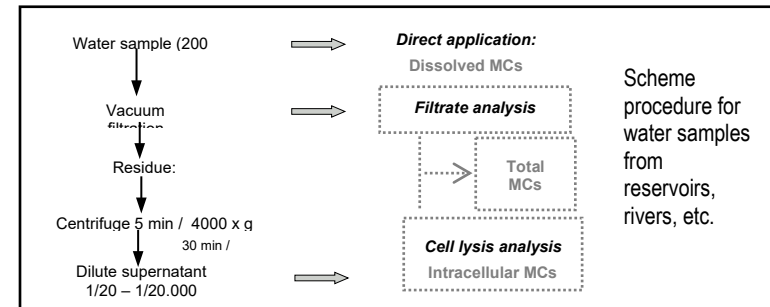 Water sample (200
Direct application:
Dissolved MCs
Vacuum
filtration
Filtrate analysis
Residue:
Total
MCs
Centrifuge 5 min / 4000 x g
30 min /
Cell lysis analysis
Intracellular MCs
Dilute supernatant
1/20 – 1/20.000
Scheme
procedure for
water samples
from
reservoirs,
rivers, etc.